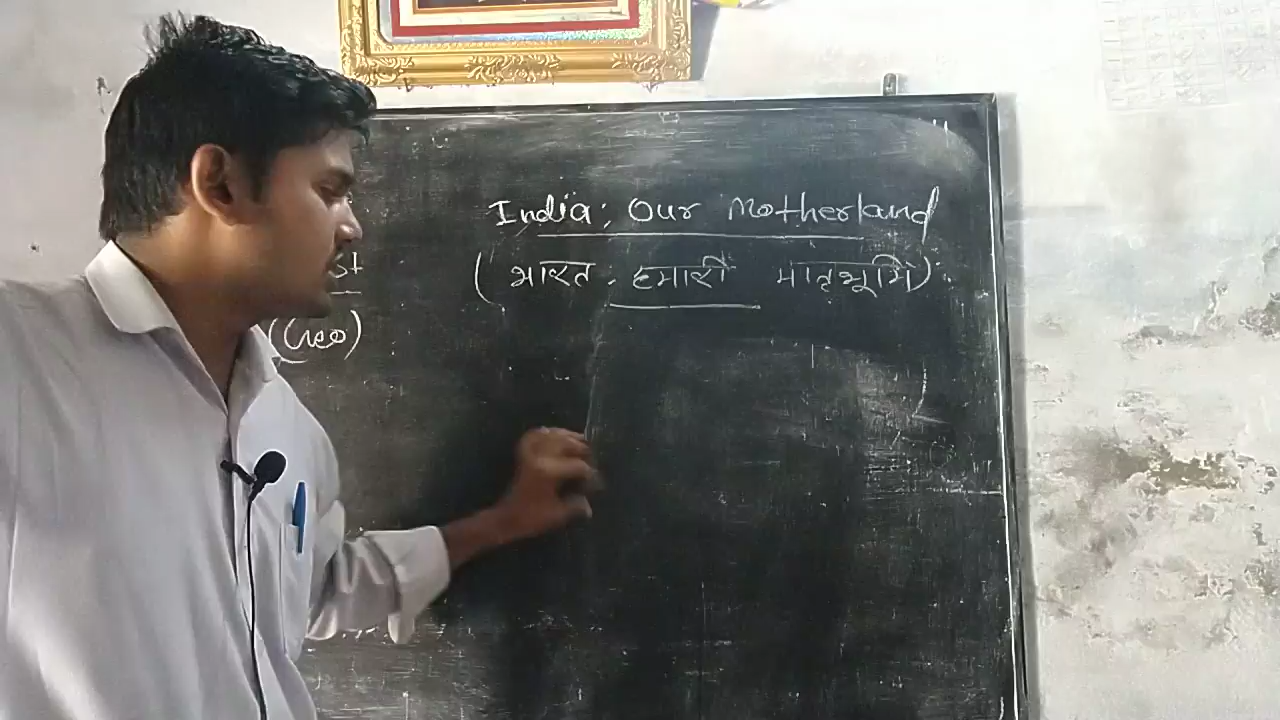 India: Our Motherland
(भारत - हमारी मातृभूमि):
(Geo)